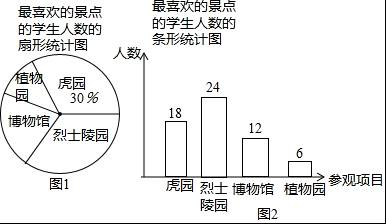 最喜欢的景点
的学生人数的
扇形统计图
植物
园
虎园
30%
博物馆
烈士陵园
图1
最喜欢的景点
的学生人数的
条形统计图
人数
18
24
12
6
虎园
烈士
陵园
博物馆
植物园
参观项目
图2